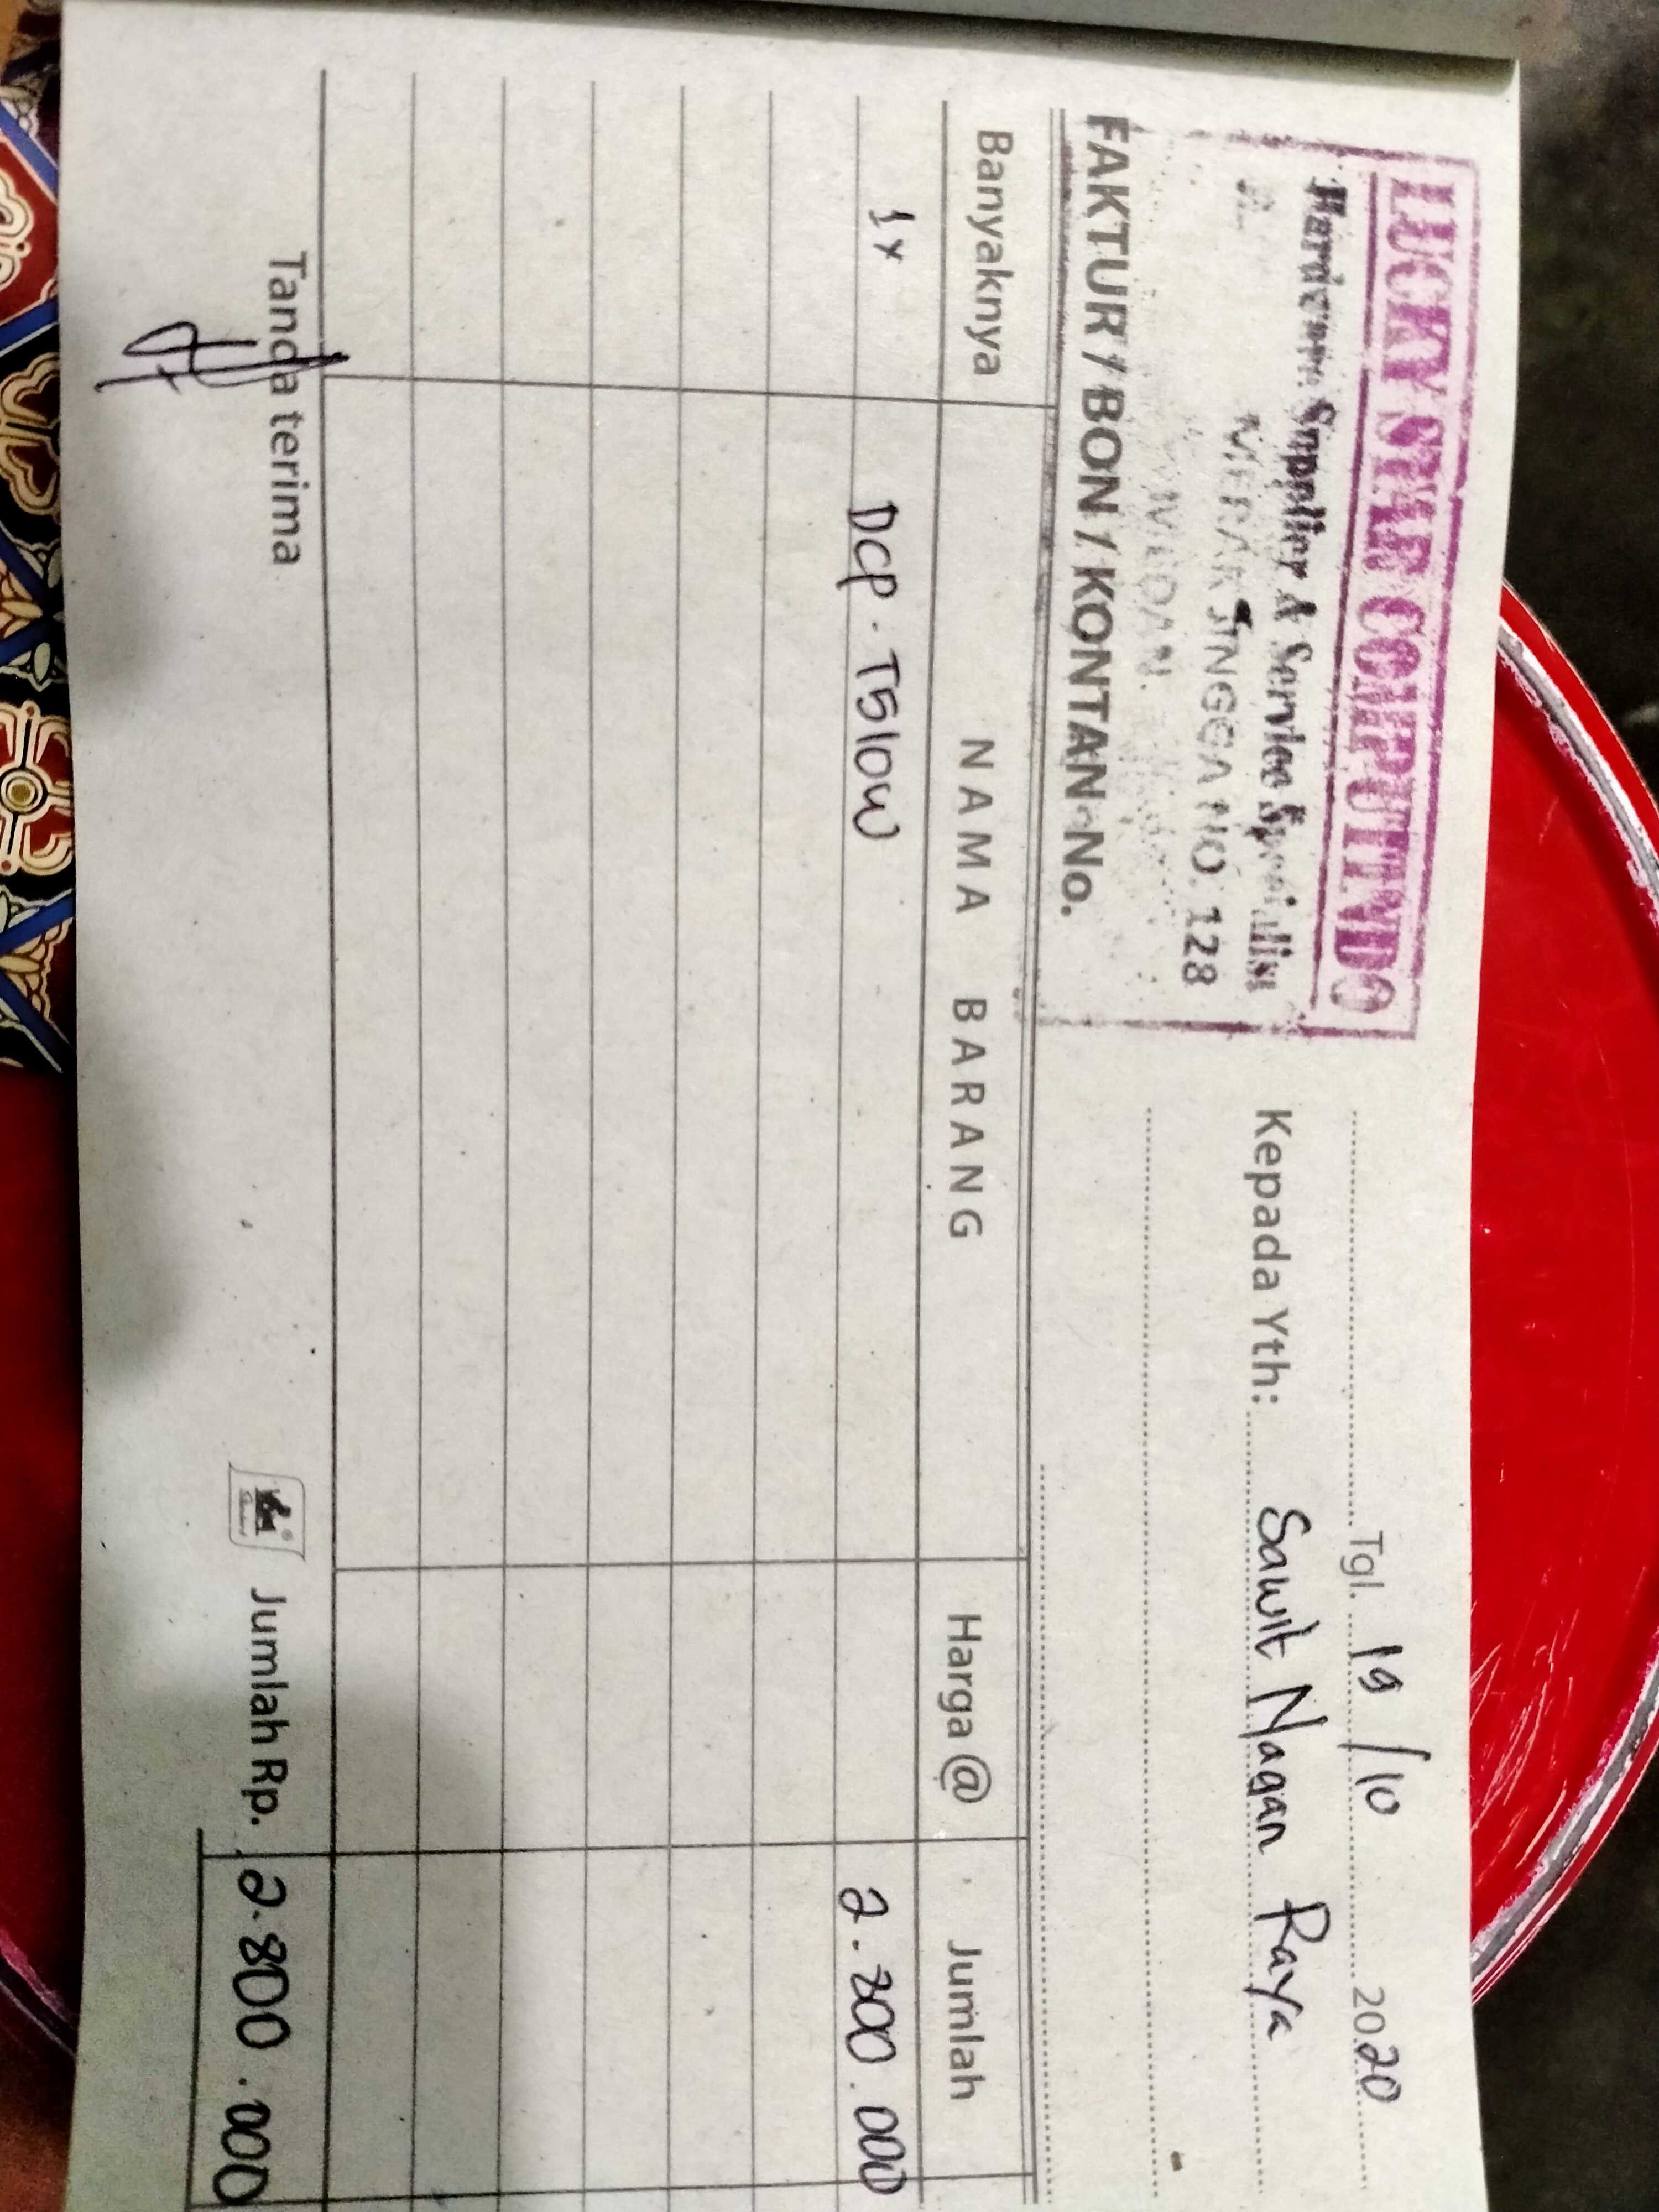 LUCKY STAR COMPUTINDO
Hardware Supplier & Service Spesialist
MERAK JINGGA NO. 128
MEDAN.
Tgl. 19/10 2020
Kepada Yth: Sawit Nagan Raya
FAKTUR / BON / KONTAN No.
Banyaknya NAMA BARANG Harga @ Jumlah
1x DCP. T510W 2.800.000
Tanda terima Jumlah Rp. 2.800.000